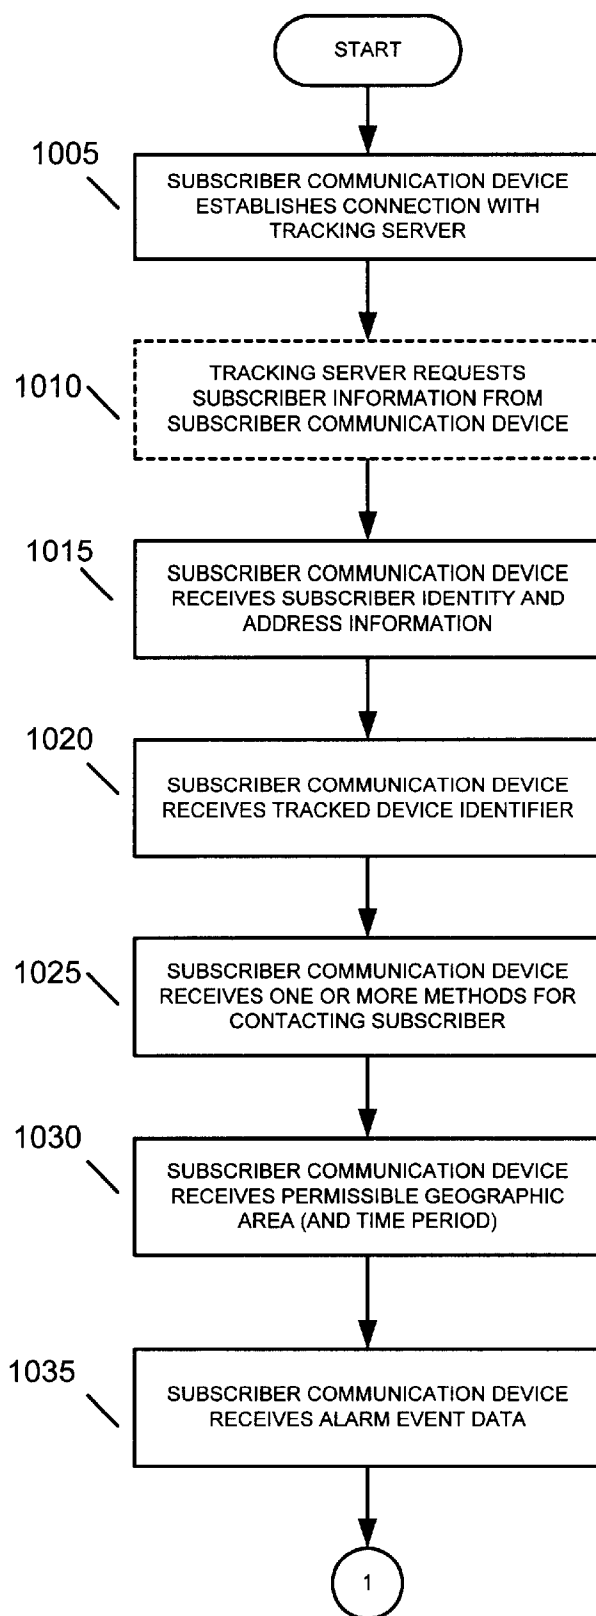 START
1005
SUBSCRIBER COMMUNICATION DEVICE
ESTABLISHES CONNECTION WITH
TRACKING SERVER
1010
TRACKING SERVER REQUESTS
SUBSCRIBER INFORMATION FROM
SUBSCRIBER COMMUNICATION DEVICE
1015
SUBSCRIBER COMMUNICATION DEVICE
RECEIVES SUBSCRIBER IDENTITY AND
ADDRESS INFORMATION
1020
SUBSCRIBER COMMUNICATION DEVICE
RECEIVES TRACKED DEVICE IDENTIFIER
1025
SUBSCRIBER COMMUNICATION DEVICE
RECEIVES ONE OR MORE METHODS FOR
CONTACTING SUBSCRIBER
1030
SUBSCRIBER COMMUNICATION DEVICE
RECEIVES PERMISSIBLE GEOGRAPHIC
AREA (AND TIME PERIOD)
1035
SUBSCRIBER COMMUNICATION DEVICE
RECEIVES ALARM EVENT DATA
1